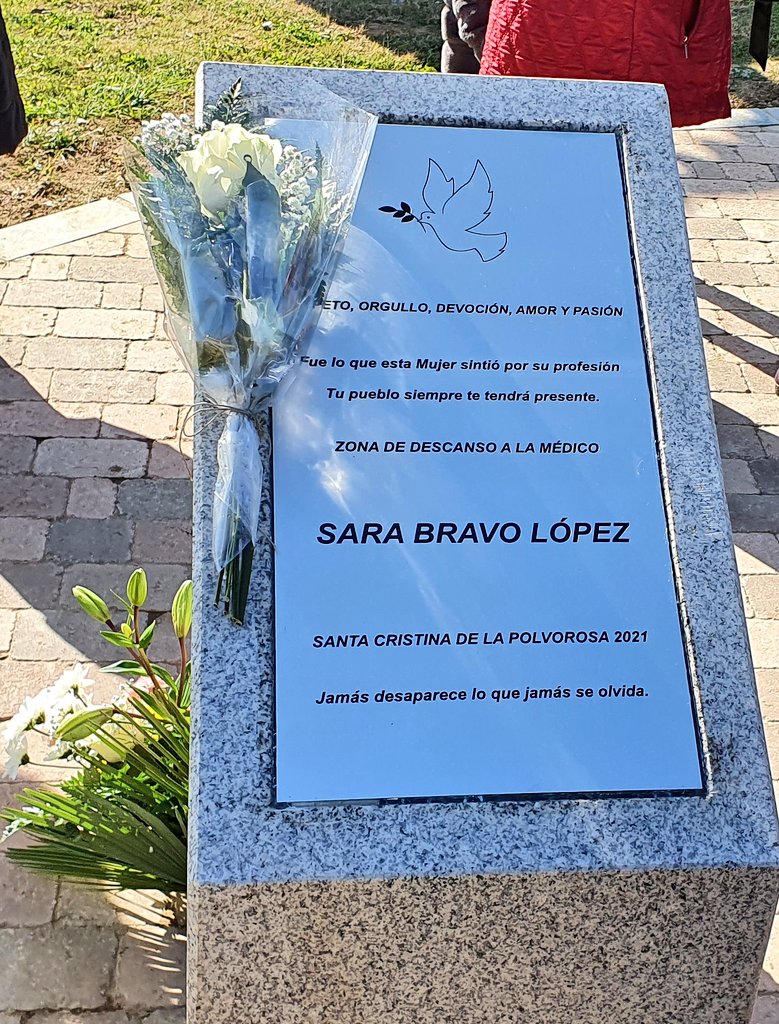 ORGULLO, DEVOCIÓN, AMOR Y PASIÓN
Fue lo que esta Mujer sintió por su profesión
Tu pueblo siempre te tendrá presente.
ZONA DE DESCANSO A LA MÉDICO
SARA BRAVO LÓPEZ
SANTA CRISTINA DE LA POLVOROSA 2021
Jamás desaparece lo que jamás se olvida.